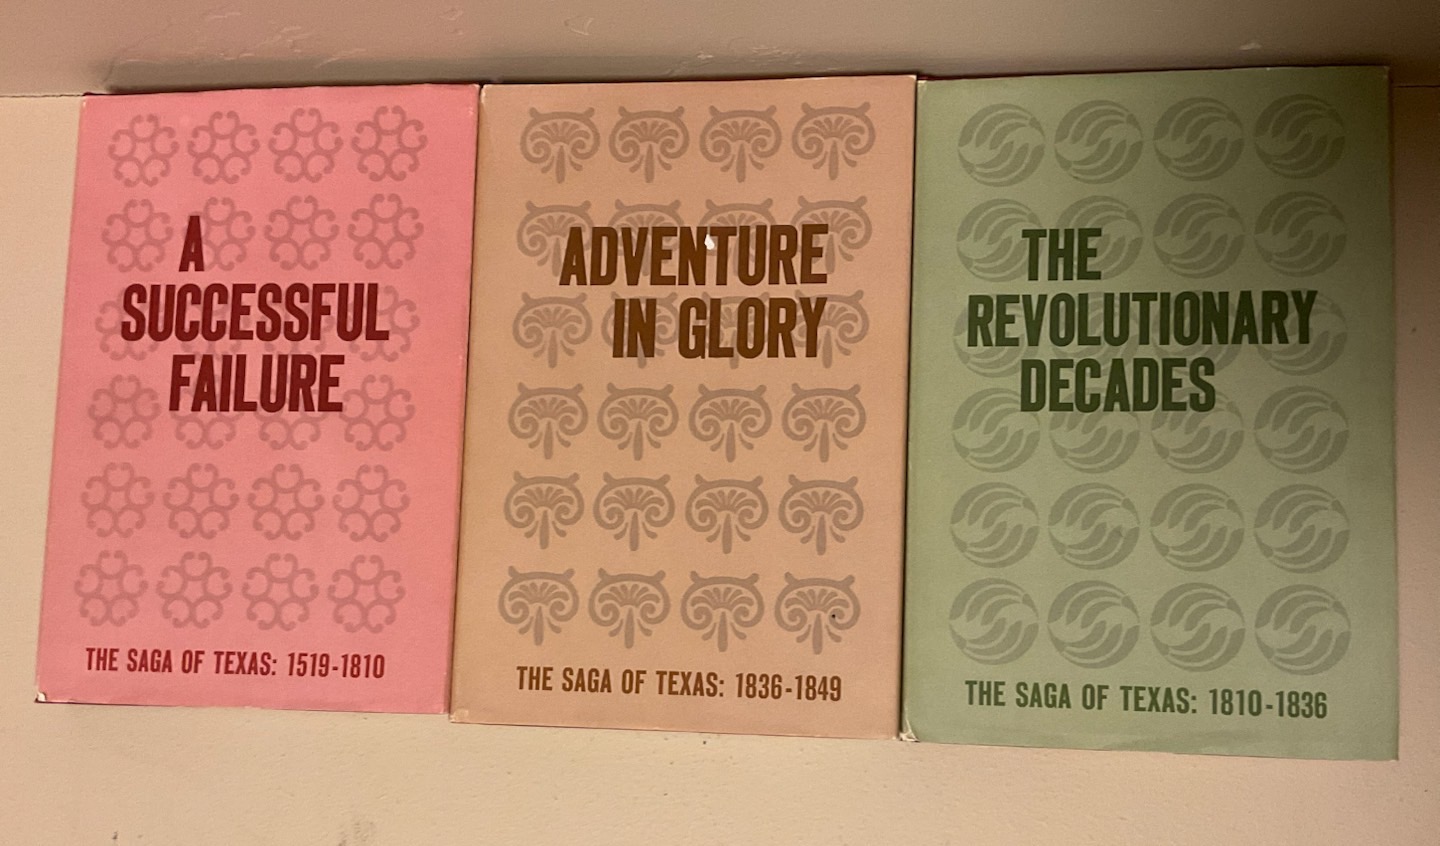 A
SUCCESSFUL
FAILURE
THE SAGA OF TEXAS: 1519-1810
ADVENTURE
IN GLORY
THE SAGA OF TEXAS: 1836-1849
THE
REVOLUTIONARY
DECADES
THE SAGA OF TEXAS: 1810-1836